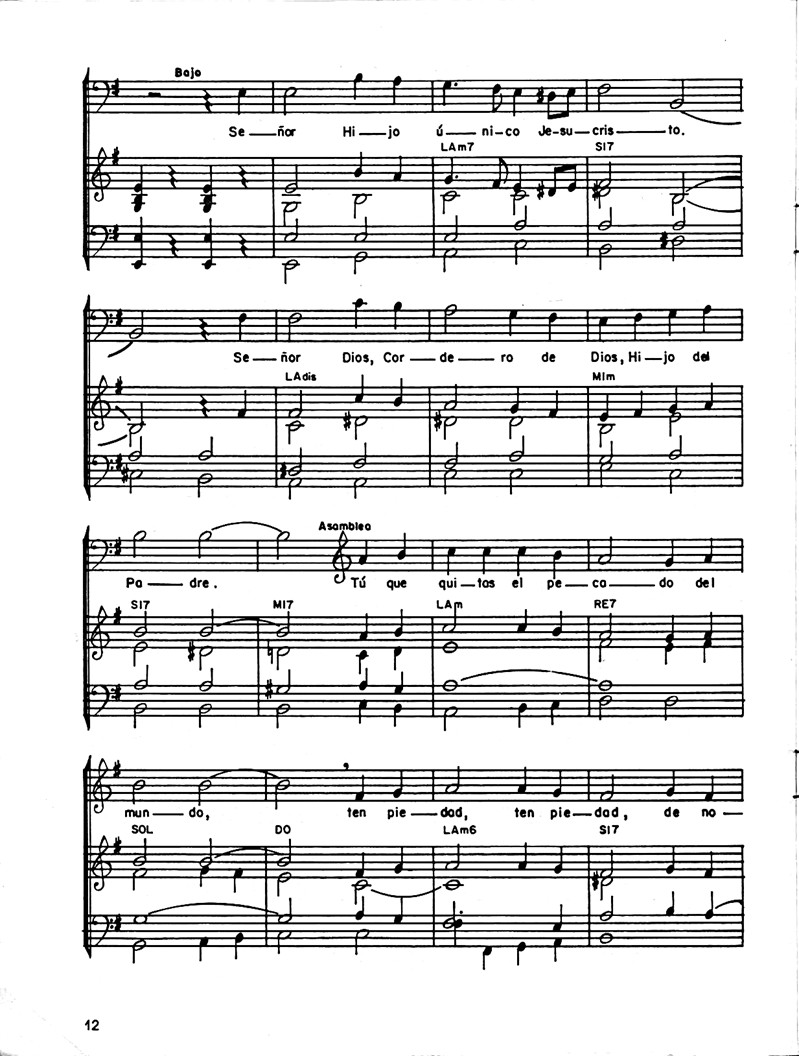 Bajo
Se—ñor Hi—jo ú—ni-co Je-su-cris—to.
LAm7 SI7
Se—ñor Dios, Cor—de—ro de Dios, Hi—jo del
LAdis MIm
Asamblea
Pa—dre. Tú que qui—tas el pe—ca—do del
SI7 MI7 LAm RE7
mun—do, ten pie—dad, ten pie—dad, de no—
SOL DO LAm6 SI7
12